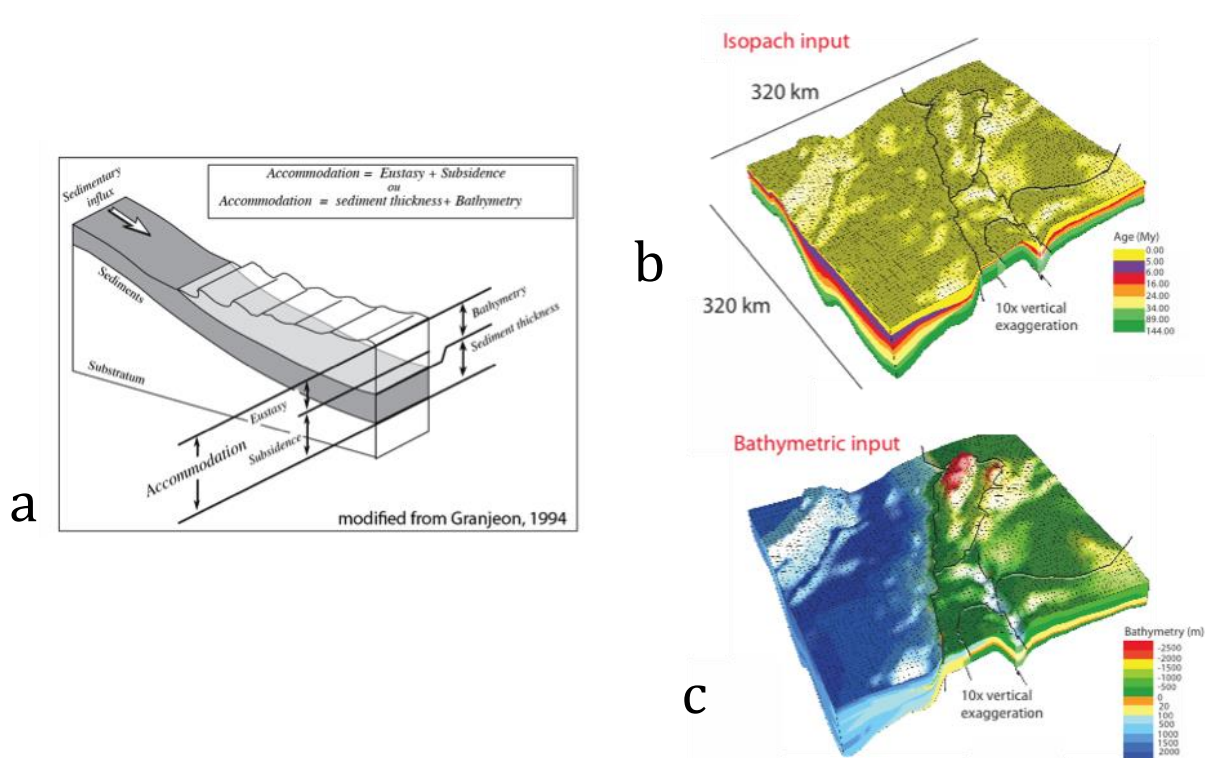 a
Accommodation = Eustasy + Subsidence
ou
Accommodation = sediment thickness+ Bathymetry
Sedimentary
influx
Sediments
Bathymetry
Sediment thickness
Substratum
Eustasy
Subsidence
Accommodation
modified from Granjeon, 1994
b
Isopach input
320 km
320 km
10x vertical
exaggeration
Age (My)
0.00
5.00
6.00
16.00
24.00
34.00
89.00
144.00
c
Bathymetric input
10x vertical
exaggeration
Bathymetry (m)
-2500
-2000
-1500
-1000
-500
0
20
100
500
1000
1500
2000